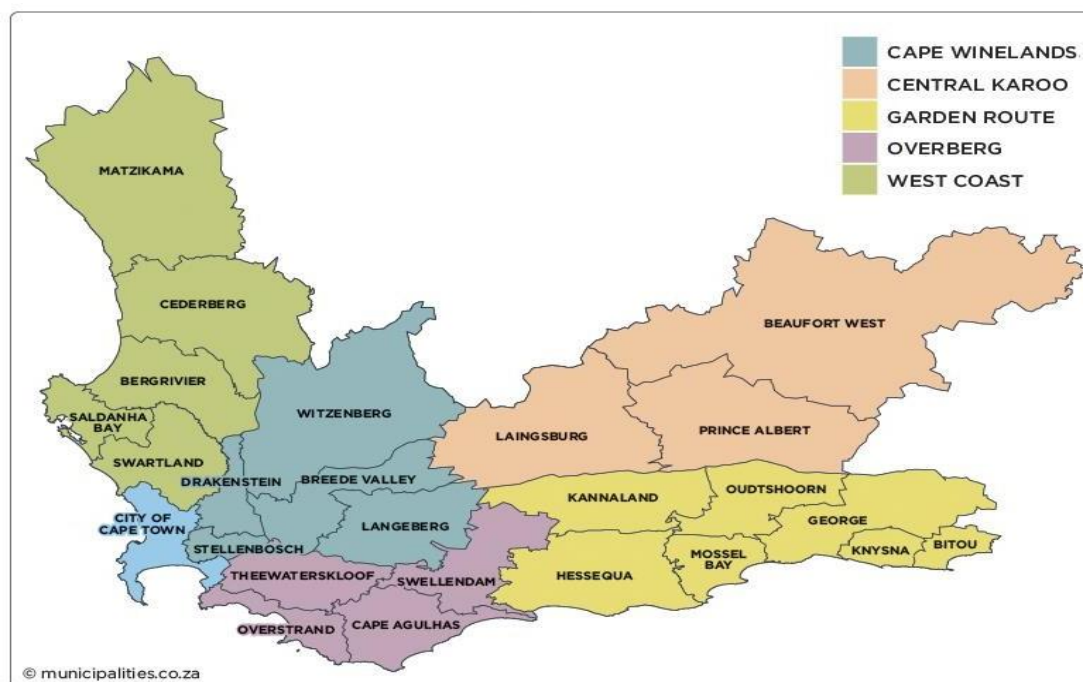 CAPE WINELANDS
CENTRAL KAROO
GARDEN ROUTE
OVERBERG
WEST COAST
MATZIKAMA
CEDERBERG
BEAUFORT WEST
BERGRIVIER
WITZENBERG
SALDANHA
BAY
LAINGSBURG
PRINCE ALBERT
SWARTLAND
DRAKENSTEIN
BREEDE VALLEY
KANNALAND
OUDTSHOORN
CITY OF
CAPE TOWN
LANGEBERG
GEORGE
STELLENBOSCH
MOSSEL
BAY
KNYSNA
BITOU
THEEWATERSKLOOF
SWELLENDAM
HESSEQUA
OVERSTRAND
CAPE AGULHAS
© municipalities.co.za